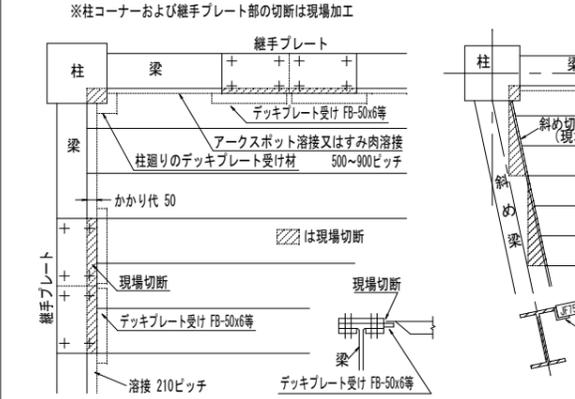 ※柱コーナーおよび継手プレート部の切断は現場加工
継手プレート
柱
梁
デッキプレート受け FB-50x6等
アークスポット溶接又はすみ肉溶接
500~900ピッチ
柱廻りのデッキプレート受け材
梁
かかり代 50
は現場切断
継手プレート
現場切断
デッキプレート受け FB-50x6等
溶接 210ピッチ
現場切断
梁
デッキプレート受け FB-50x6等
柱
斜め切
(現
斜め梁